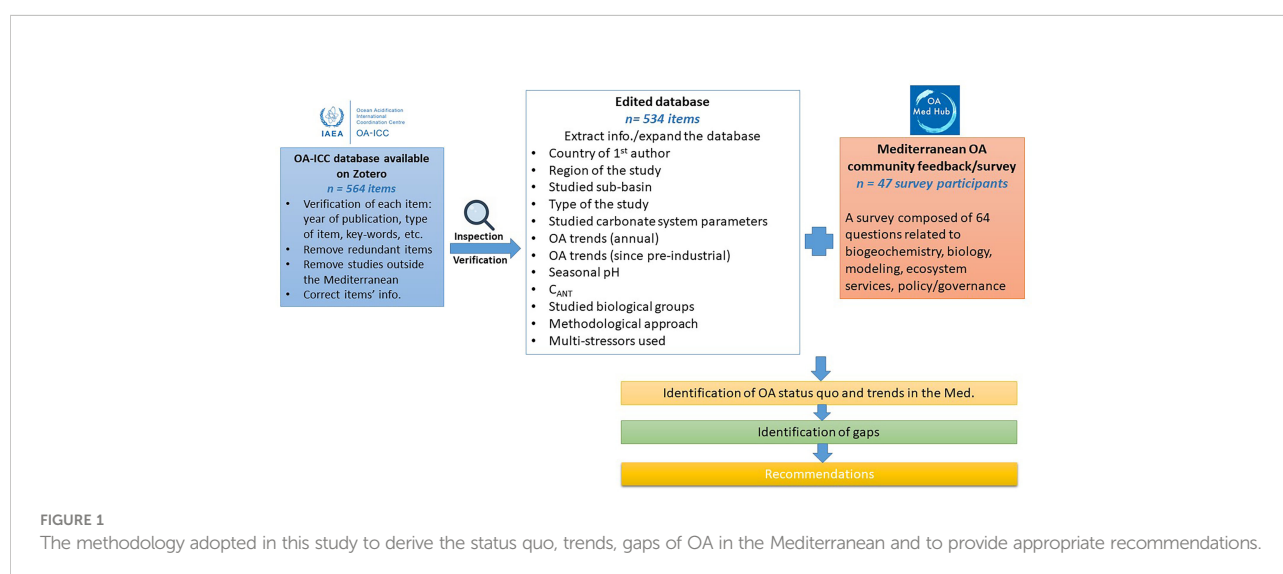 IAEA
Ocean Acidification
International
Coordination Centre
OA-ICC
OA-ICC database available
on Zotero
n = 564 items
• Verification of each item:
year of publication, type
of item, key-words, etc.
• Remove redundant items
• Remove studies outside
the Mediterranean
• Correct items' info.
Inspection
Verification
Edited database
n= 534 items
Extract info./expand the database
• Country of 1st author
• Region of the study
• Studied sub-basin
• Type of the study
• Studied carbonate system parameters
• OA trends (annual)
• OA trends (since pre-industrial)
• Seasonal pH
• CANT
• Studied biological groups
• Methodological approach
• Multi-stressors used
OA
Med Hub
Mediterranean OA
community feedback/survey
n = 47 survey participants
A survey composed of 64
questions related to
biogeochemistry, biology,
modeling, ecosystem
services, policy/governance
Identification of OA status quo and trends in the Med.
Identification of gaps
Recommendations
FIGURE 1
The methodology adopted in this study to derive the status quo, trends, gaps of OA in the Mediterranean and to provide appropriate recommendations.